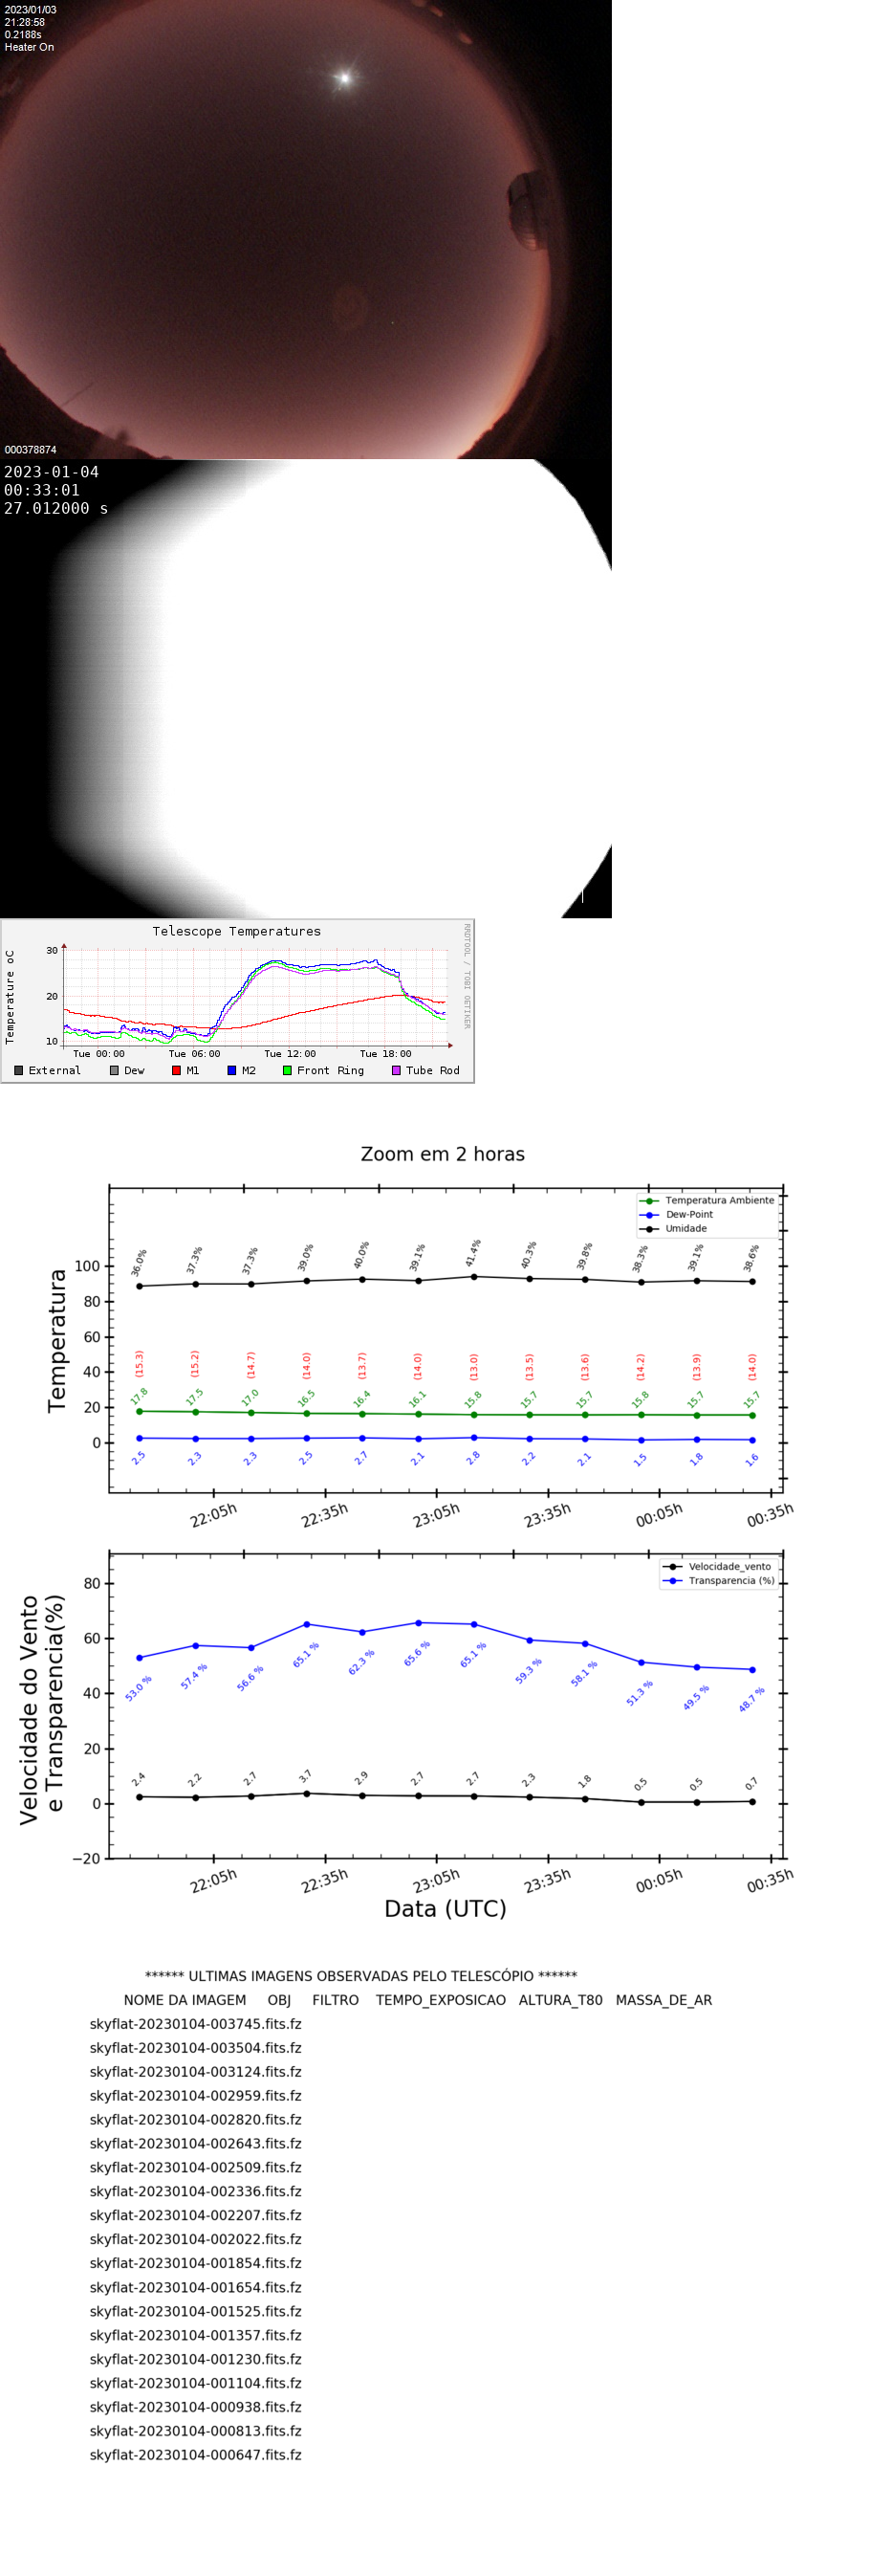 2023/01/03
21:28:58
0.2188s
Heater On
000378874
2023-01-04
00:33:01
27.012000 s
Telescope Temperatures
RRDTOOL / TOBI OETIKER
Temperature oC
30
20
10
Tue 00:00 Tue 06:00 Tue 12:00 Tue 18:00
External Dew M1 M2 Front Ring Tube Rod
Zoom em 2 horas
Temperatura Ambiente
Dew-Point
Umidade
Temperatura
100
80
60
40
20
0
36.0% 37.3% 37.3% 39.0% 40.0% 39.1% 41.4% 40.3% 39.8% 38.3% 39.1% 38.6%
(15.3) (15.2) (14.7) (14.0) (13.7) (14.0) (13.0) (13.5) (13.6) (14.2) (13.9) (14.0)
17.8 17.5 17.0 16.5 16.4 16.1 15.8 15.7 15.7 15.8 15.7 15.7
2.5 2.3 2.3 2.5 2.7 2.1 2.8 2.2 2.1 1.5 1.8 1.6
22:05h 22:35h 23:05h 23:35h 00:05h 00:35h
Velocidade_vento
Transparencia (%)
Velocidade do Vento
e Transparencia(%)
80
60
40
20
0
−20
53.0 % 57.4 % 56.6 % 65.1 % 62.3 % 65.6 % 65.1 % 59.3 % 58.1 % 51.3 % 49.5 % 48.7 %
2.4 2.2 2.7 3.7 2.9 2.7 2.7 2.3 1.8 0.5 0.5 0.7
22:05h 22:35h 23:05h 23:35h 00:05h 00:35h
Data (UTC)
****** ULTIMAS IMAGENS OBSERVADAS PELO TELESCÓPIO ******
NOME DA IMAGEM OBJ FILTRO TEMPO_EXPOSICAO ALTURA_T80 MASSA_DE_AR
skyflat-20230104-003745.fits.fz
skyflat-20230104-003504.fits.fz
skyflat-20230104-003124.fits.fz
skyflat-20230104-002959.fits.fz
skyflat-20230104-002820.fits.fz
skyflat-20230104-002643.fits.fz
skyflat-20230104-002509.fits.fz
skyflat-20230104-002336.fits.fz
skyflat-20230104-002207.fits.fz
skyflat-20230104-002022.fits.fz
skyflat-20230104-001854.fits.fz
skyflat-20230104-001654.fits.fz
skyflat-20230104-001525.fits.fz
skyflat-20230104-001357.fits.fz
skyflat-20230104-001230.fits.fz
skyflat-20230104-001104.fits.fz
skyflat-20230104-000938.fits.fz
skyflat-20230104-000813.fits.fz
skyflat-20230104-000647.fits.fz